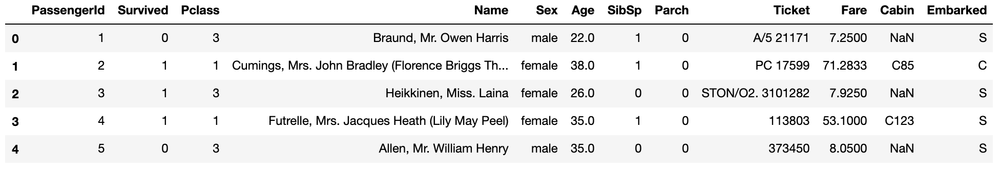 PassengerId Survived Pclass Name Sex Age SibSp Parch Ticket Fare Cabin Embarked
0 1 0 3 Braund, Mr. Owen Harris male 22.0 1 0 A/5 21171 7.2500 NaN S
1 2 1 1 Cumings, Mrs. John Bradley (Florence Briggs Th... female 38.0 1 0 PC 17599 71.2833 C85 C
2 3 1 3 Heikkinen, Miss. Laina female 26.0 0 0 STON/O2. 3101282 7.9250 NaN S
3 4 1 1 Futrelle, Mrs. Jacques Heath (Lily May Peel) female 35.0 1 0 113803 53.1000 C123 S
4 5 0 3 Allen, Mr. William Henry male 35.0 0 0 373450 8.0500 NaN S